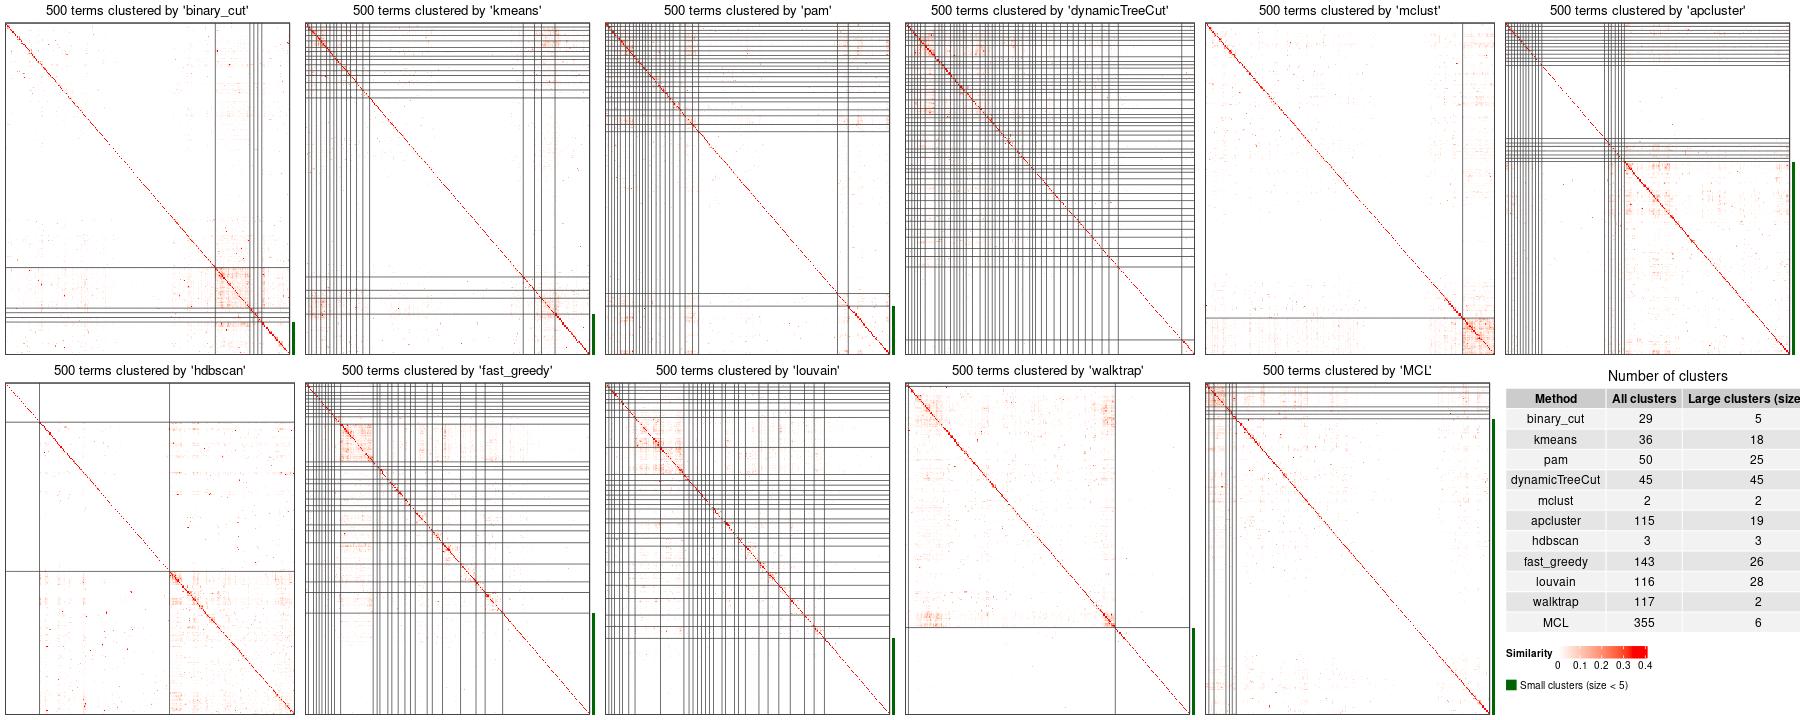 500 terms clustered by 'binary_cut'
500 terms clustered by 'kmeans'
500 terms clustered by 'pam'
500 terms clustered by 'dynamicTreeCut'
500 terms clustered by 'mclust'
500 terms clustered by 'apcluster'
500 terms clustered by 'hdbscan'
500 terms clustered by 'fast_greedy'
500 terms clustered by 'louvain'
500 terms clustered by 'walktrap'
500 terms clustered by 'MCL'
Number of clusters
Method All clusters Large clusters (size
binary_cut 29 5
kmeans 36 18
pam 50 25
dynamicTreeCut 45 45
mclust 2 2
apcluster 115 19
hdbscan 3 3
fast_greedy 143 26
louvain 116 28
walktrap 117 2
MCL 355 6
Similarity
0 0.1 0.2 0.3 0.4
Small clusters (size < 5)